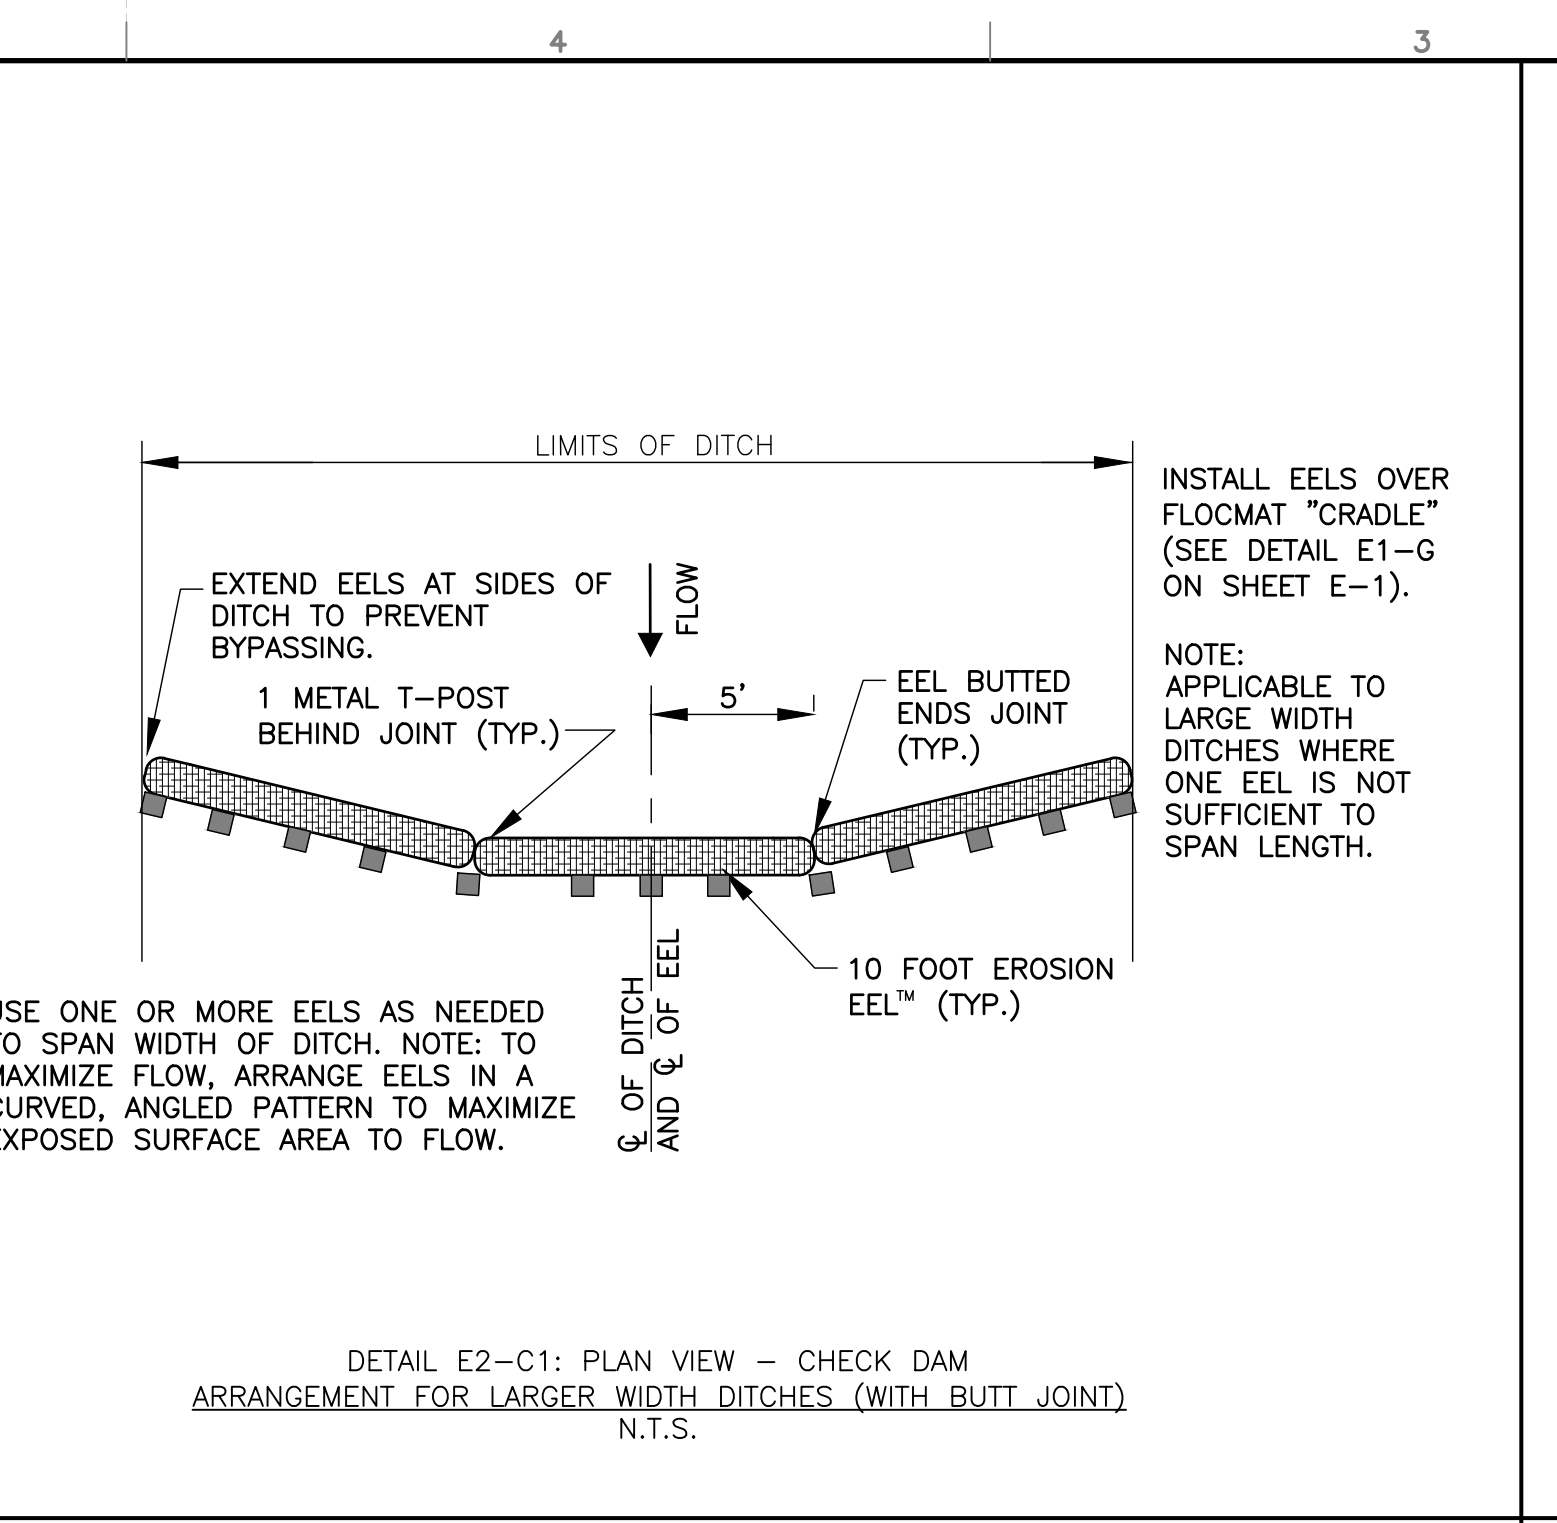 4
3
LIMITS OF DITCH
INSTALL EELS OVER
FLOCMAT "CRADLE"
(SEE DETAIL E1-G
ON SHEET E-1).
EXTEND EELS AT SIDES OF
DITCH TO PREVENT
BYPASSING.
FLOW
1 METAL T-POST
BEHIND JOINT (TYP.)
5'
EEL BUTTED
ENDS JOINT
(TYP.)
NOTE:
APPLICABLE TO
LARGE WIDTH
DITCHES WHERE
ONE EEL IS NOT
SUFFICIENT TO
SPAN LENGTH.
10 FOOT EROSION
EEL™ (TYP.)
℄ OF DITCH
AND ℄ OF EEL
SE ONE OR MORE EELS AS NEEDED
O SPAN WIDTH OF DITCH. NOTE: TO
AXIMIZE FLOW, ARRANGE EELS IN A
URVED, ANGLED PATTERN TO MAXIMIZE
XPOSED SURFACE AREA TO FLOW.
DETAIL E2-C1: PLAN VIEW - CHECK DAM
ARRANGEMENT FOR LARGER WIDTH DITCHES (WITH BUTT JOINT)
N.T.S.